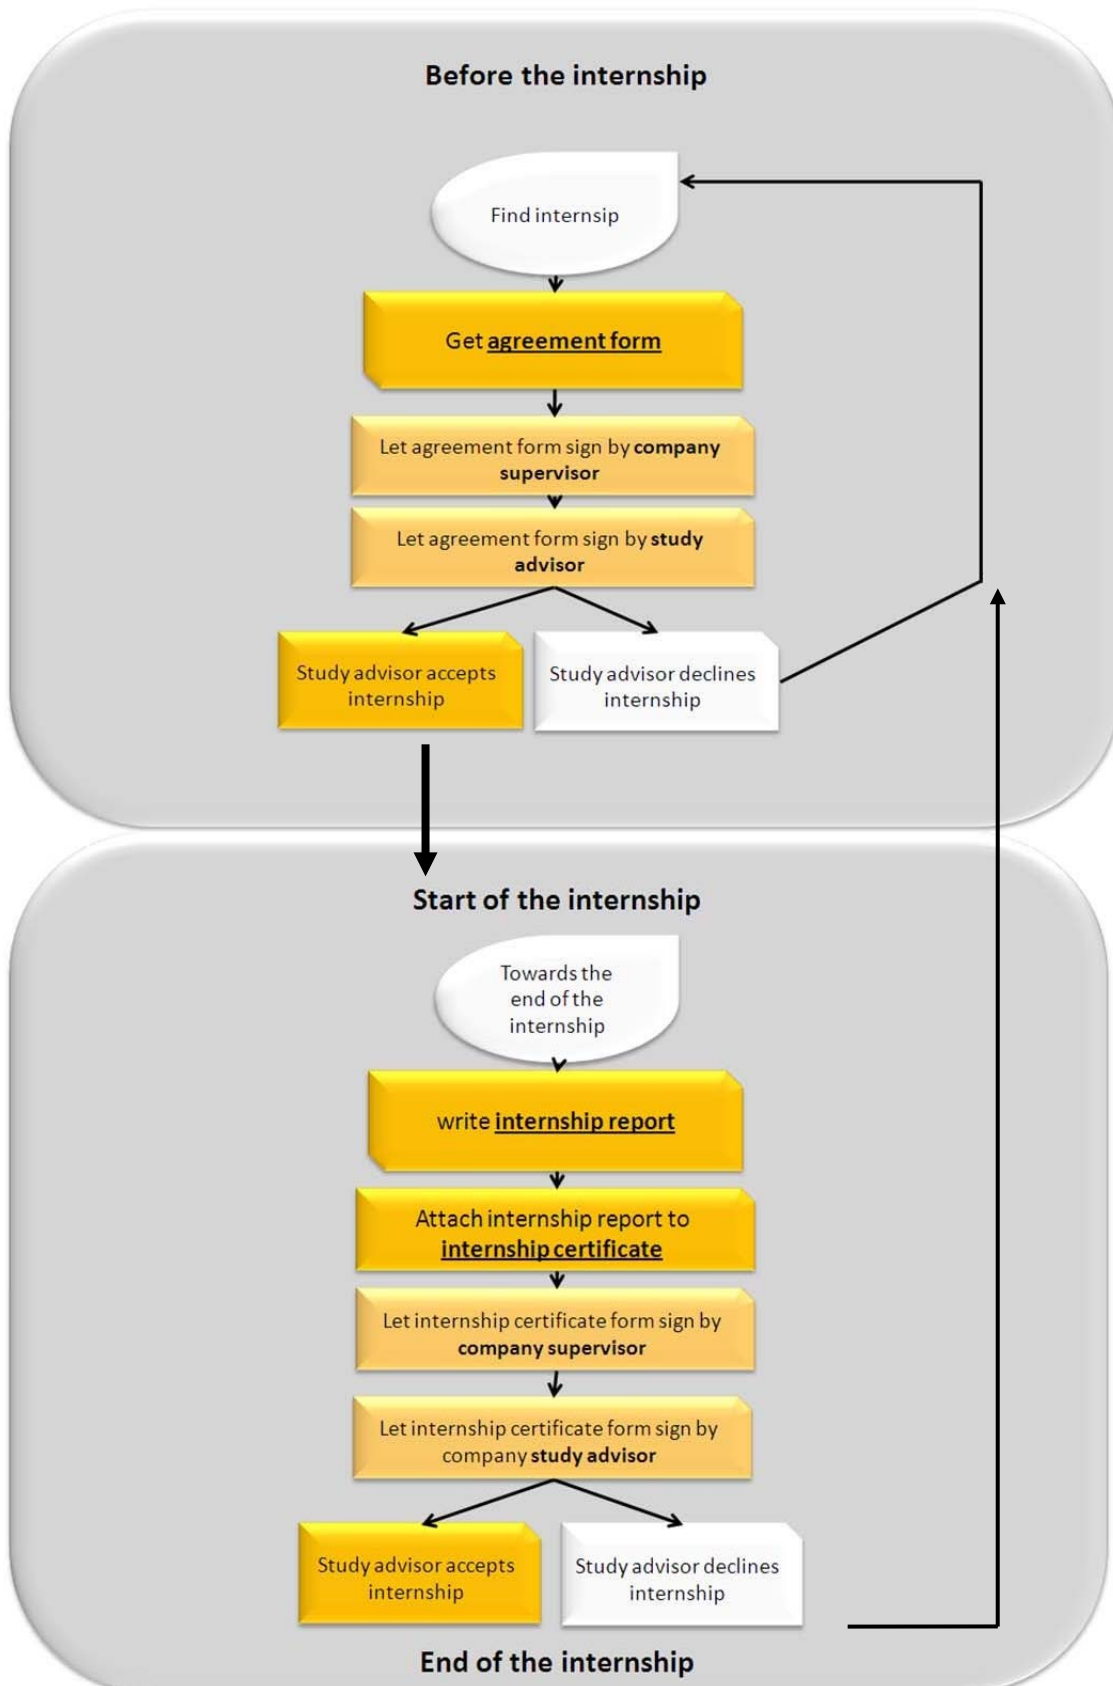 Before the internship
Find internsip
Get agreement form
Let agreement form sign by company
supervisor
Let agreement form sign by study
advisor
Study advisor accepts
internship
Study advisor declines
internship
Start of the internship
Towards the
end of the
internship
write internship report
Attach internship report to
internship certificate
Let internship certificate form sign by
company supervisor
Let internship certificate form sign by
company study advisor
Study advisor accepts
internship
Study advisor declines
internship
End of the internship